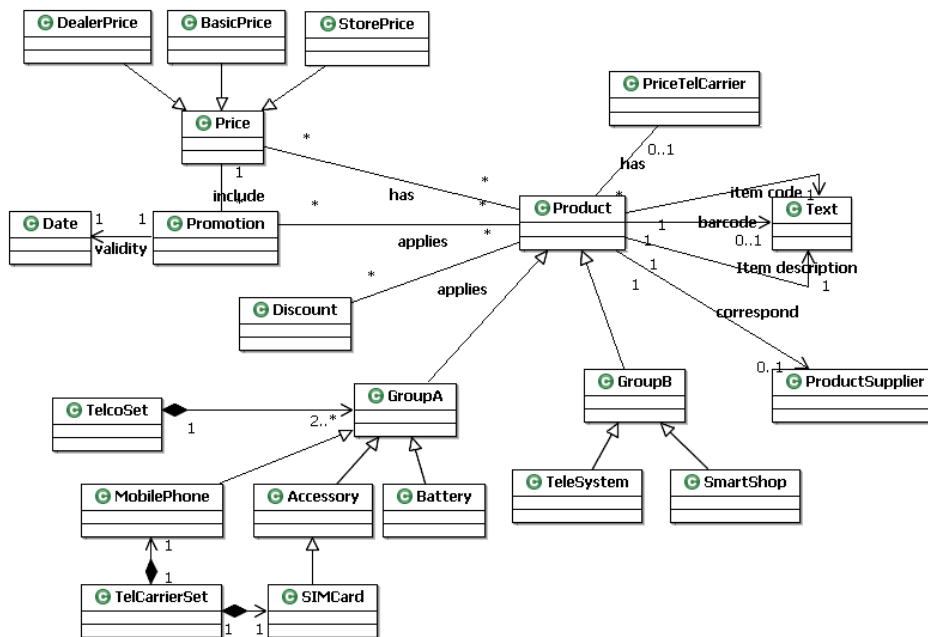 DealerPrice
BasicPrice
StorePrice
PriceTelCarrier
Price
1
*
0..1
has
include
*
has
*
*
item code
1
Product
Text
Date
1
1
Promotion
*
*
1
barcode
validity
applies
*
1
0..1
1
Item description
*
applies
1
1
Discount
correspond
0..1
GroupA
GroupB
ProductSupplier
TelcoSet
1
2..*
MobilePhone
Accessory
Battery
TeleSystem
SmartShop
1
1
TelCarrierSet
SIMCard
1
1